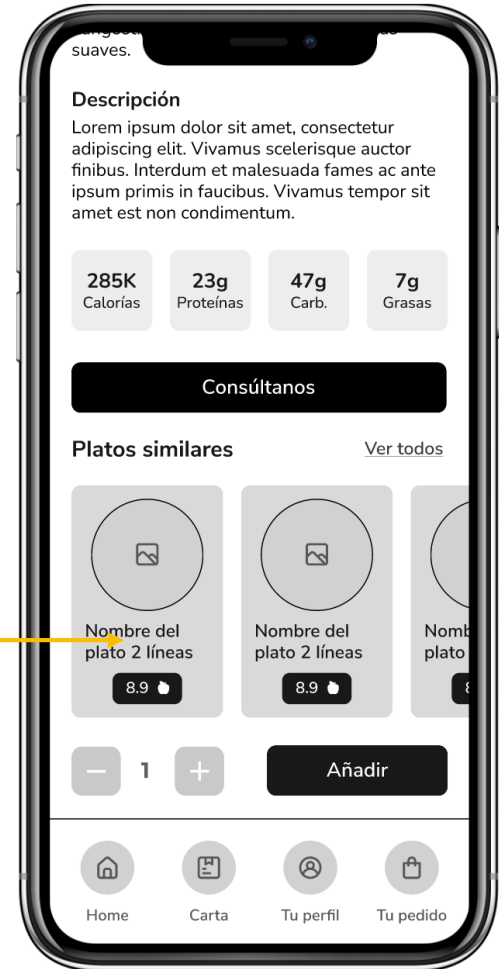 suaves.
Descripción
Lorem ipsum dolor sit amet, consectetur
adipiscing elit. Vivamus scelerisque auctor
finibus. Interdum et malesuada fames ac ante
ipsum primis in faucibus. Vivamus tempor sit
amet est non condimentum.
285K 23g 47g 7g
Calorías Proteínas Carb. Grasas
Consúltanos
Platos similares Ver todos
Nombre del Nombre del
plato 2 líneas plato 2 líneas plato
8.9 8.9
1 Añadir
Home Carta Tu perfil Tu pedido